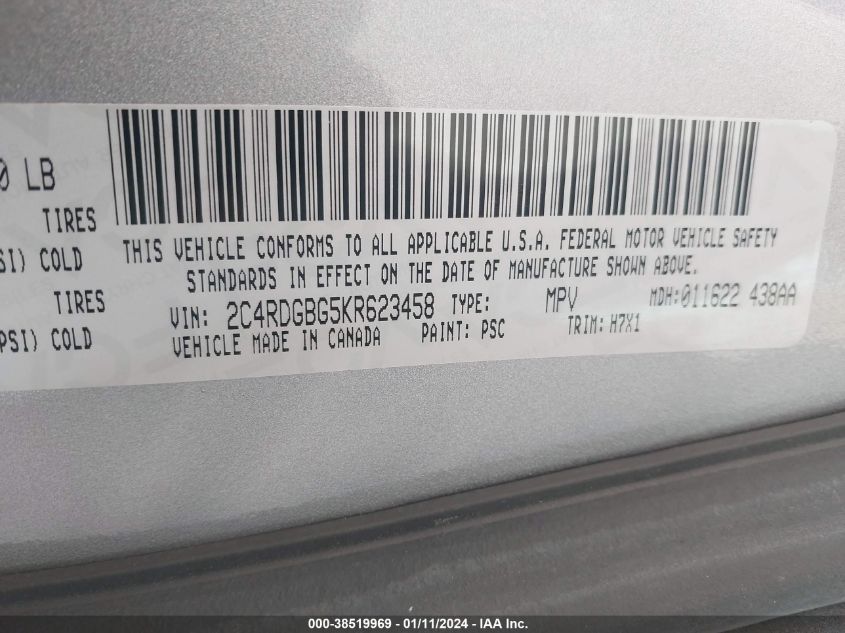 0 LB
TIRES
SI) COLD
TIRES
PSI) COLD
THIS VEHICLE CONFORMS TO ALL APPLICABLE U.S.A. FEDERAL MOTOR VEHICLE SAFETY
STANDARDS IN EFFECT ON THE DATE OF MANUFACTURE SHOWN ABOVE.
VIN: 2C4RDGBG5KR623458 TYPE: MPV MDH:011622 438AA
VEHICLE MADE IN CANADA PAINT: PSC TRIM: H7X1
000-38519969 | 01/11/2024 - IAA Inc.